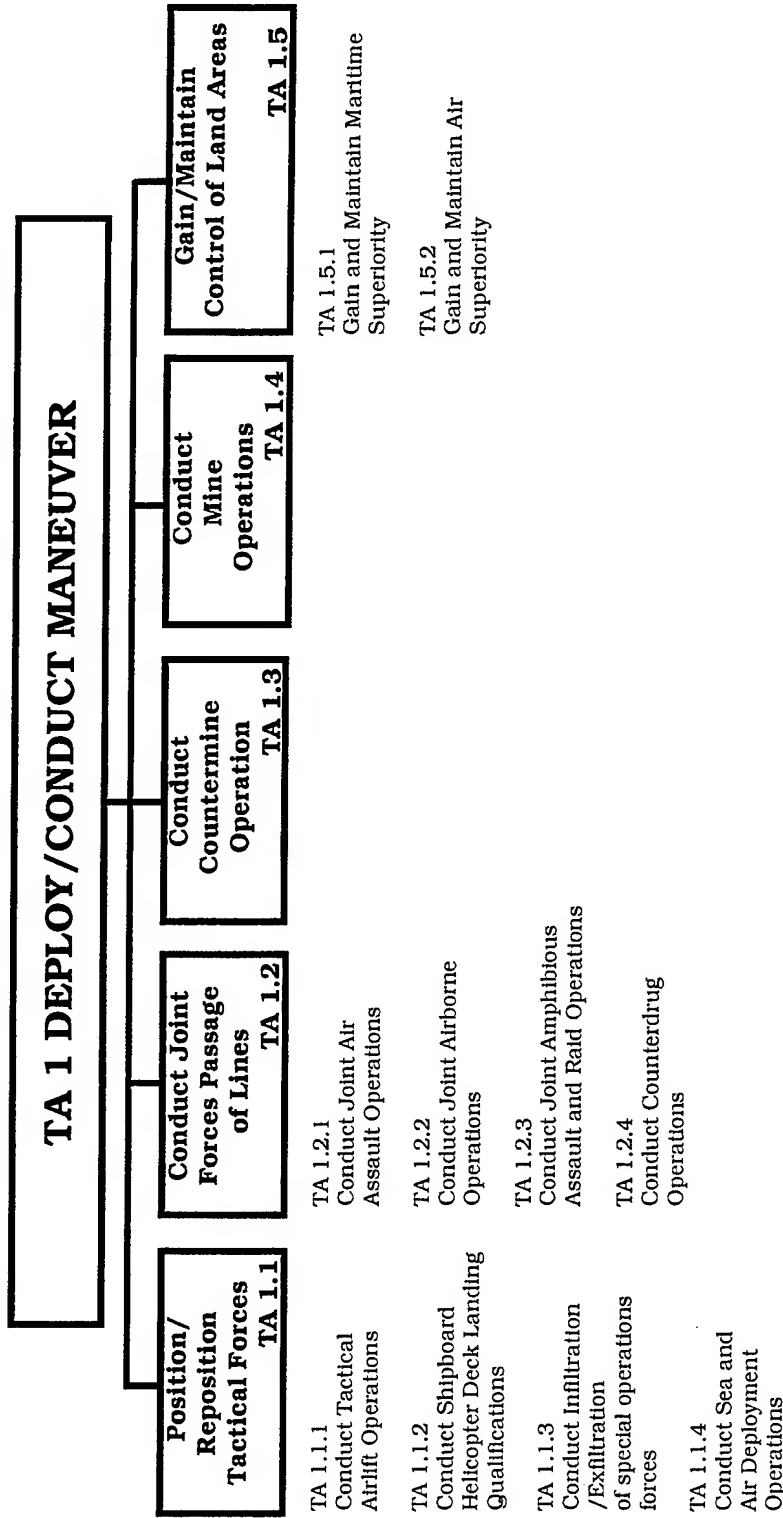 TA 1 DEPLOY/CONDUCT MANEUVER
Position/
Reposition
Tactical Forces
TA 1.1
TA 1.1.1
Conduct Tactical
Airlift Operations
TA 1.1.2
Conduct Shipboard
Helicopter Deck Landing
Qualifications
TA 1.1.3
Conduct Infiltration
/Exfiltration
of special operations
forces
TA 1.1.4
Conduct Sea and
Air Deployment
Operations
Conduct Joint
Forces Passage
of Lines
TA 1.2
TA 1.2.1
Conduct Joint Air
Assault Operations
TA 1.2.2
Conduct Joint Airborne
Operations
TA 1.2.3
Conduct Joint Amphibious
Assault and Raid Operations
TA 1.2.4
Conduct Counterdrug
Operations
Conduct
Countermine
Operation
TA 1.3
Conduct
Mine
Operations
TA 1.4
Gain/Maintain
Control of Land Areas
TA 1.5
TA 1.5.1
Gain and Maintain Maritime
Superiority
TA 1.5.2
Gain and Maintain Air
Superiority